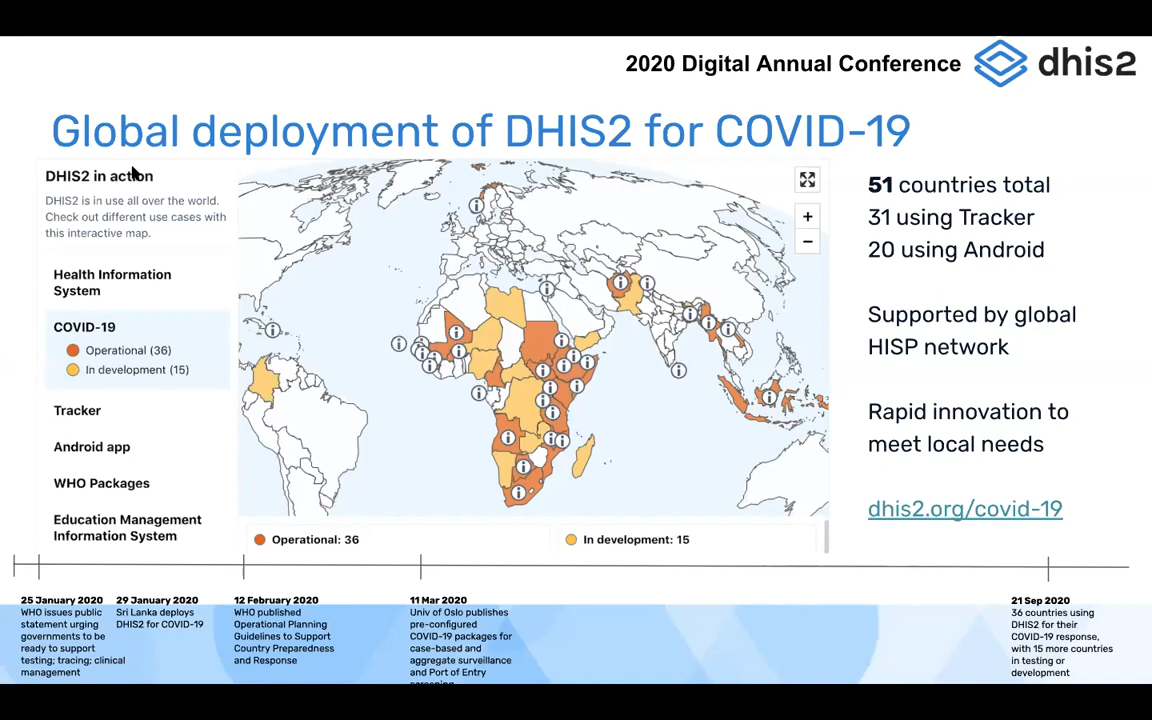 2020 Digital Annual Conference
dhis2
Global deployment of DHIS2 for COVID-19
DHIS2 in action
DHIS2 is in use all over the world.
Check out different use cases with
this interactive map.
Health Information
System
COVID-19
Operational (36)
In development (15)
Tracker
Android app
WHO Packages
Education Management
Information System
+
−
Operational: 36
In development: 15
51 countries total
31 using Tracker
20 using Android
Supported by global
HISP network
Rapid innovation to
meet local needs
dhis2.org/covid-19
25 January 2020
WHO issues public
statement urging
governments to be
ready to support
testing; tracing; clinical
management
29 January 2020
Sri Lanka deploys
DHIS2 for COVID-19
12 February 2020
WHO published
Operational Planning
Guidelines to Support
Country Preparedness
and Response
11 Mar 2020
Univ of Oslo publishes
pre-configured
COVID-19 packages for
case-based and
aggregate surveillance
and Port of Entry
screening
21 Sep 2020
36 countries using
DHIS2 for their
COVID-19 response,
with 15 more countries
in testing or
development